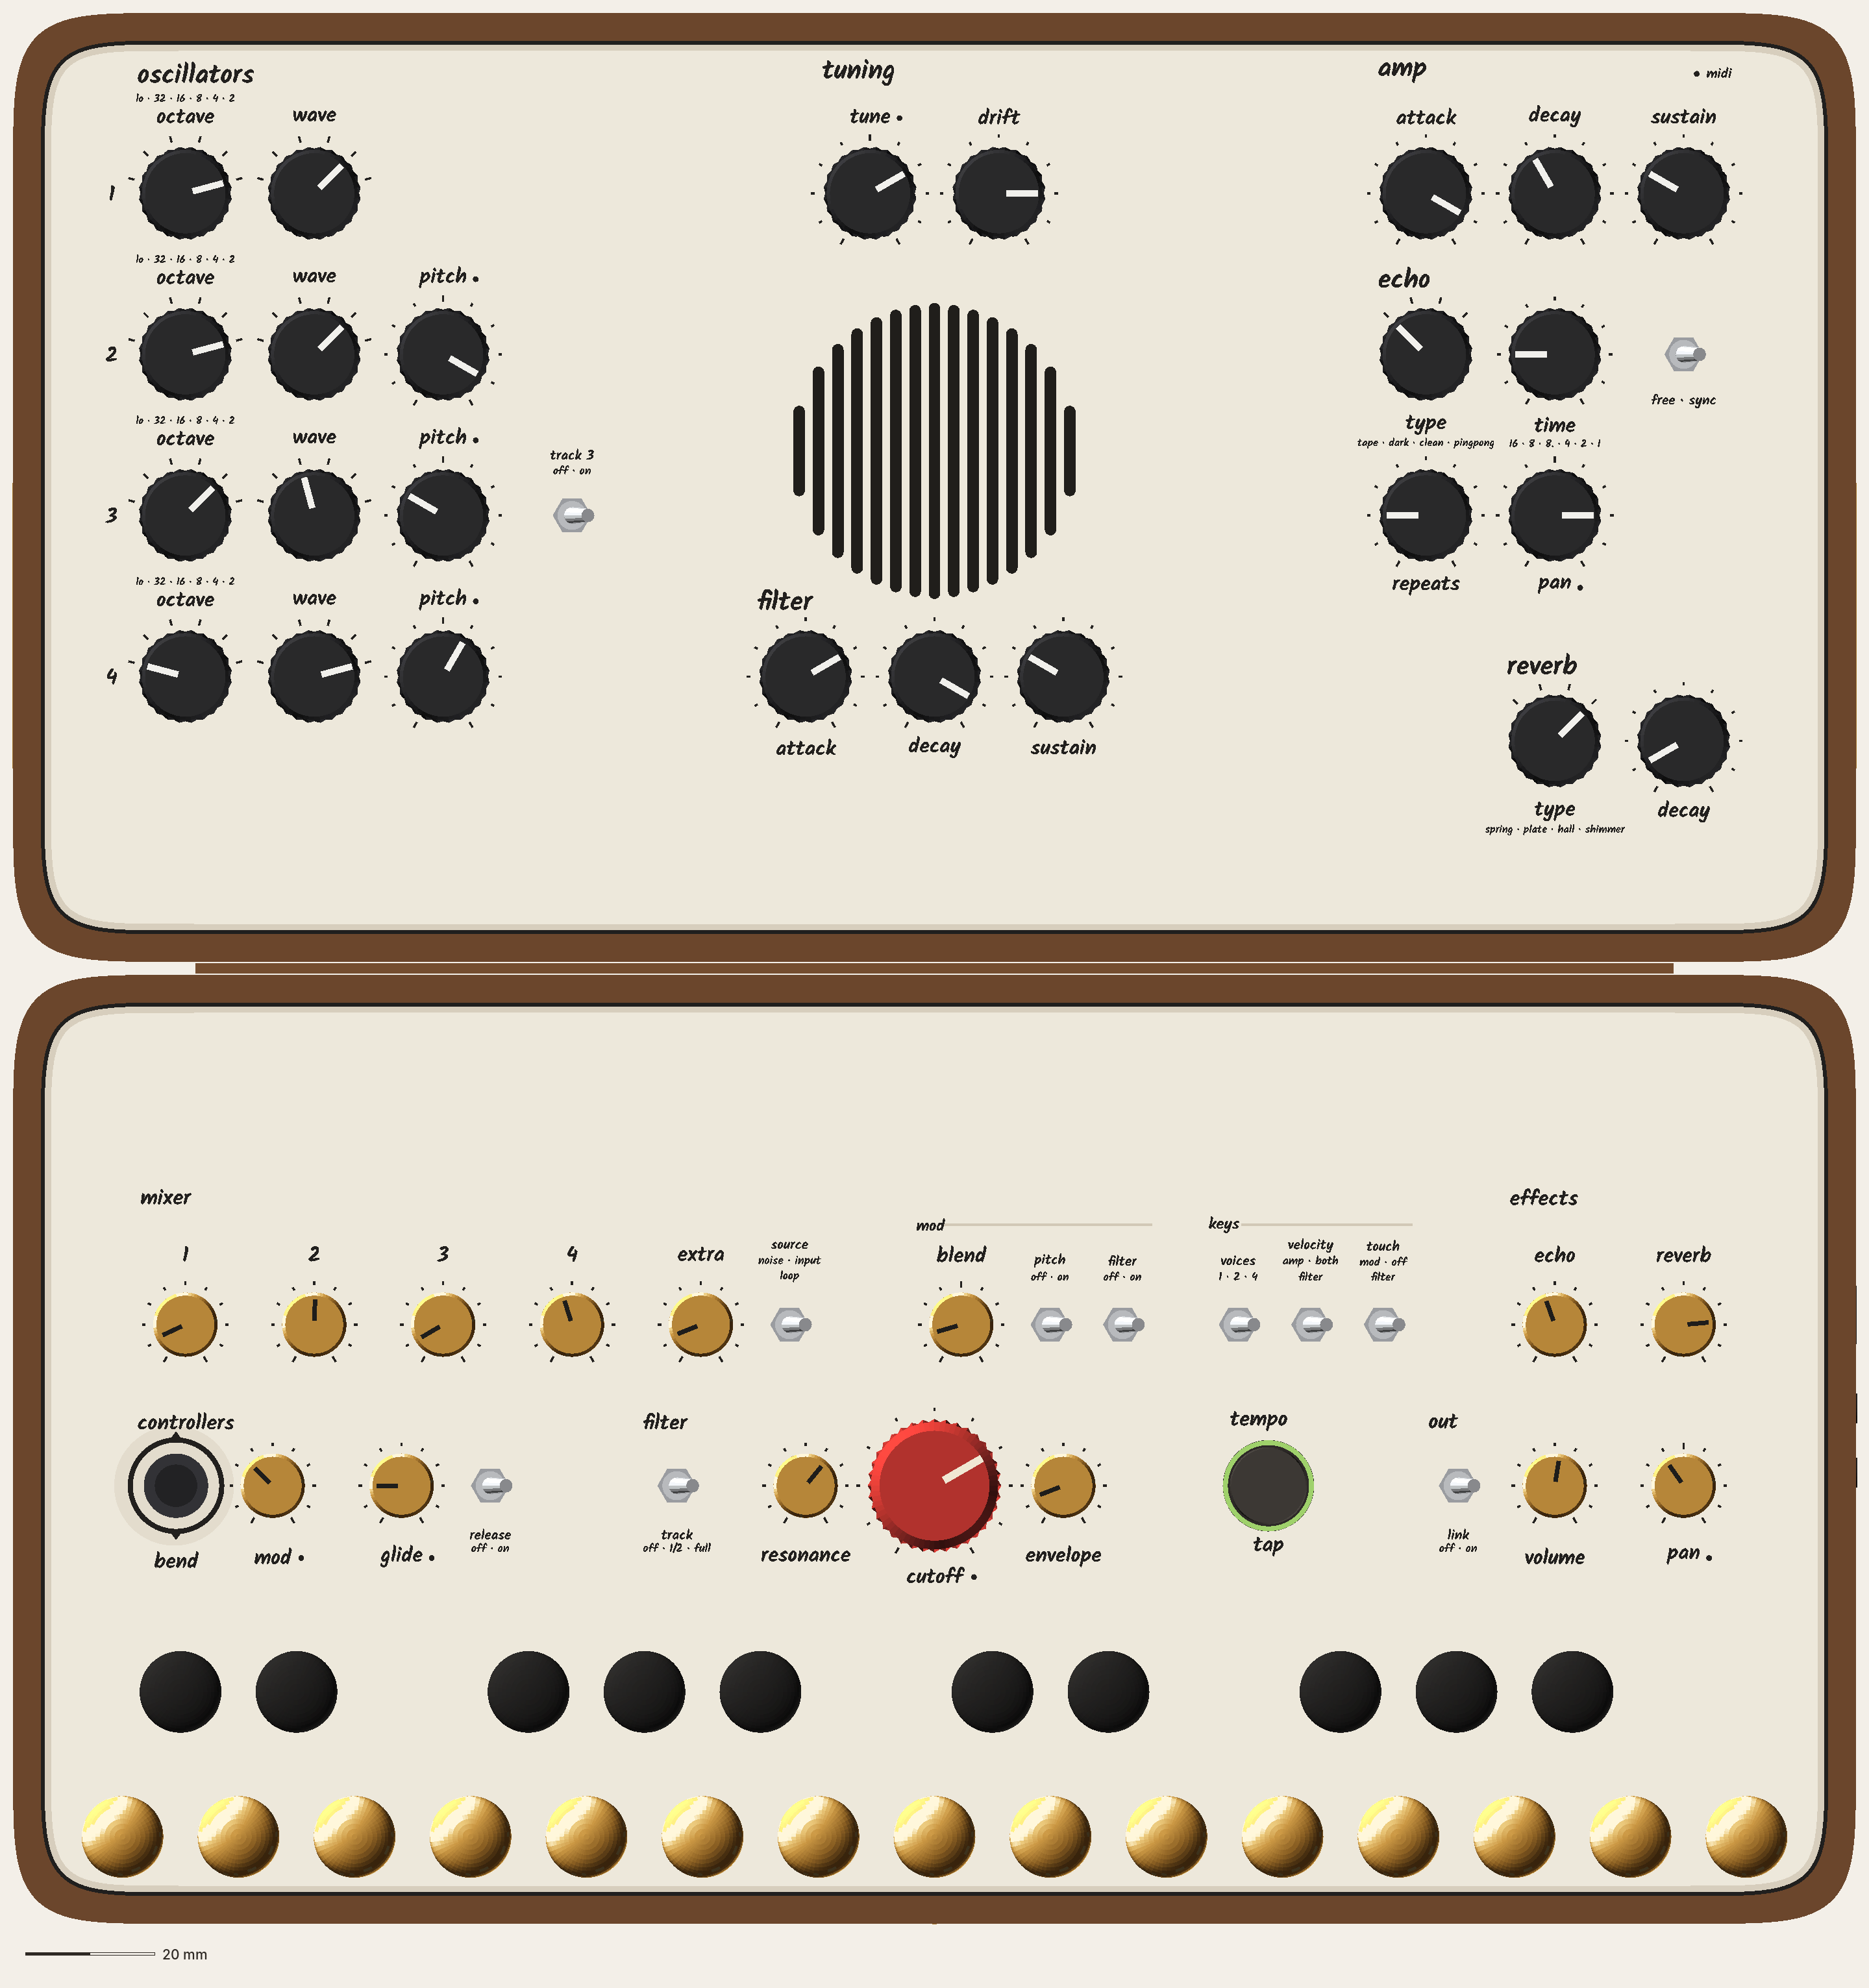 oscillators
lo · 32 · 16 · 8 · 4 · 2
octave
wave
1
lo · 32 · 16 · 8 · 4 · 2
octave
wave
pitch •
2
lo · 32 · 16 · 8 · 4 · 2
octave
wave
pitch •
3
track 3
off · on
lo · 32 · 16 · 8 · 4 · 2
octave
wave
pitch •
4
tuning
tune •
drift
filter
attack
decay
sustain
amp
• midi
attack
decay
sustain
echo
type
tape · dark · clean · pingpong
time
16 · 8 · 8. · 4 · 2 · 1
free · sync
repeats
pan •
reverb
type
spring · plate · hall · shimmer
decay
mixer
1
2
3
4
extra
source
noise · input
loop
mod
blend
pitch
off · on
filter
off · on
keys
voices
1 · 2 · 4
velocity
amp · both
filter
touch
mod · off
filter
effects
echo
reverb
controllers
bend
mod •
glide •
release
off · on
filter
track
off · 1/2 · full
resonance
cutoff •
envelope
tempo
tap
out
link
off · on
volume
pan •
20 mm